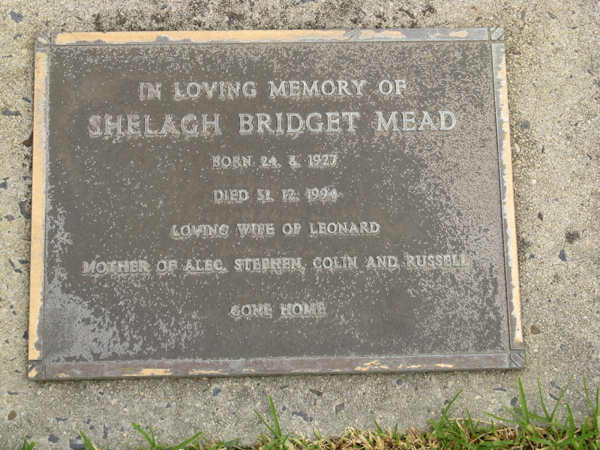 IN LOVING MEMORY OF
SHELAGH BRIDGET MEAD
BORN 24. 8. 1927
DIED 31. 12. 1994
LOVING WIFE OF LEONARD
MOTHER OF ALEC, STEPHEN, COLIN AND RUSSELL
GONE HOME